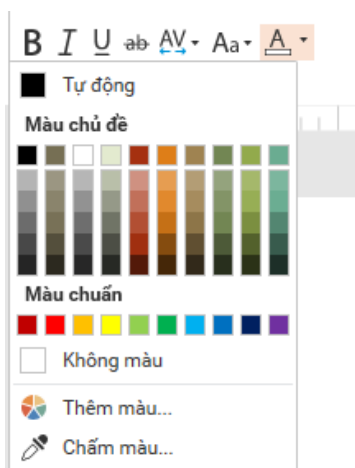 B I U ab AV Aa A
Tự động
Màu chủ đề
Màu chuẩn
Không màu
Thêm màu...
Chấm màu...